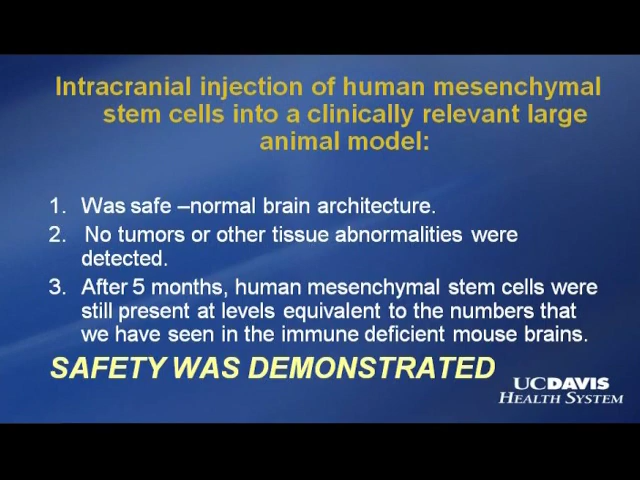 Intracranial injection of human mesenchymal
stem cells into a clinically relevant large
animal model:
1. Was safe –normal brain architecture.
2. No tumors or other tissue abnormalities were
detected.
3. After 5 months, human mesenchymal stem cells were
still present at levels equivalent to the numbers that
we have seen in the immune deficient mouse brains.
SAFETY WAS DEMONSTRATED
UCDAVIS
HEALTH SYSTEM